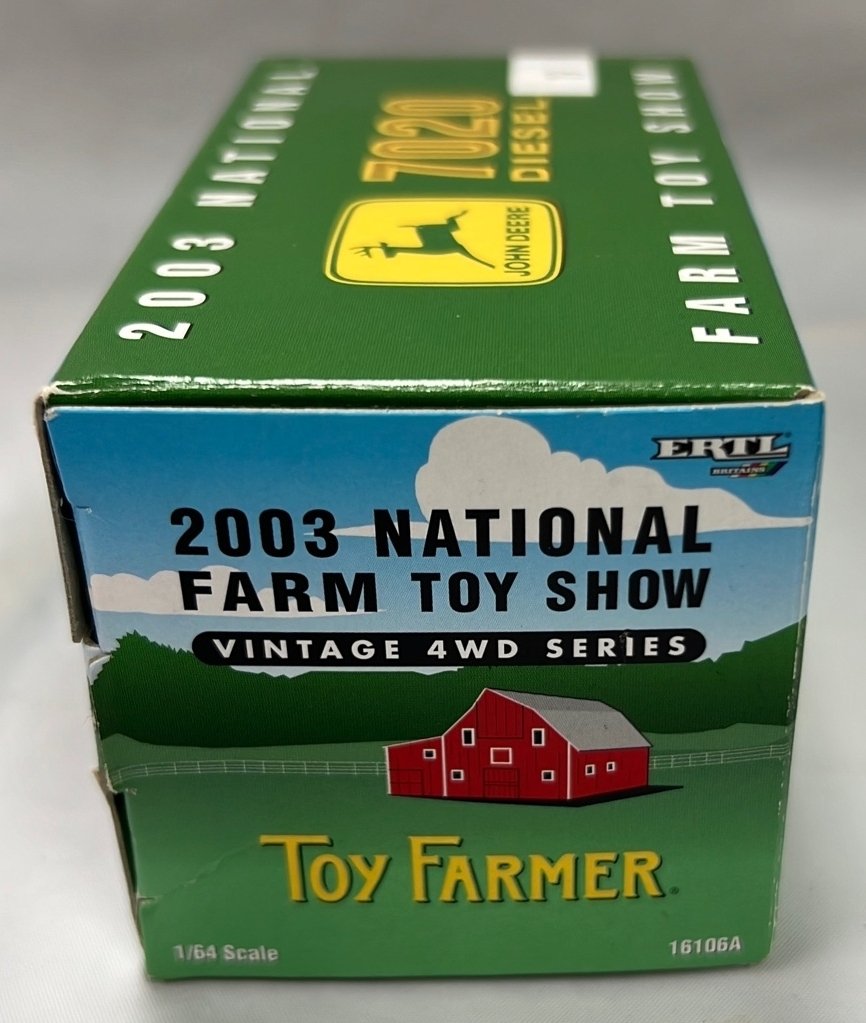 2003 NATIONAL
7020
DIESEL
JOHN DEERE
FARM TOY SHOW
ERTL®
BRITAINS
2003 NATIONAL
FARM TOY SHOW
VINTAGE 4WD SERIES
TOY FARMER®
1/64 Scale
16106A